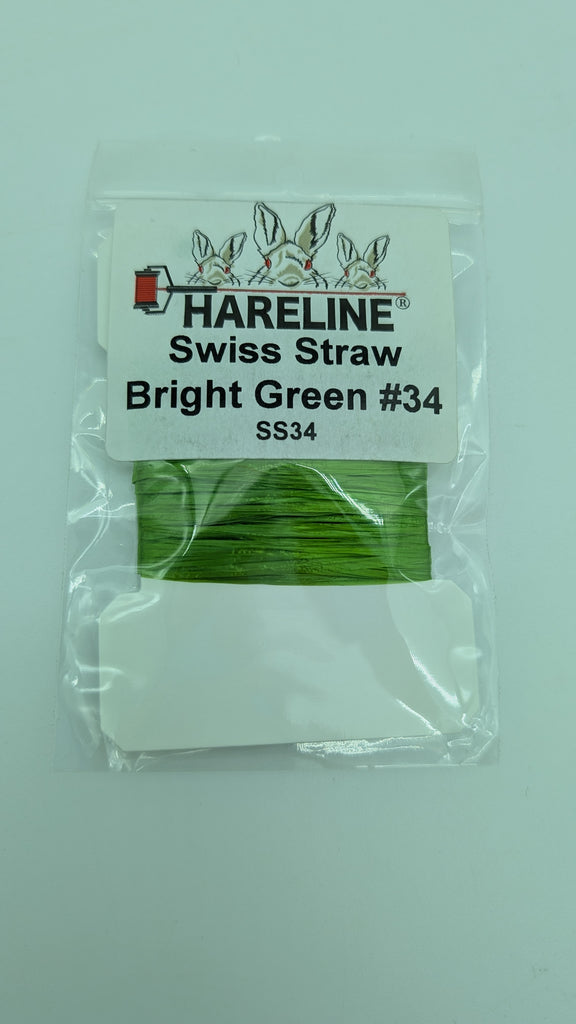 HARELINE®
Swiss Straw
Bright Green #34
SS34